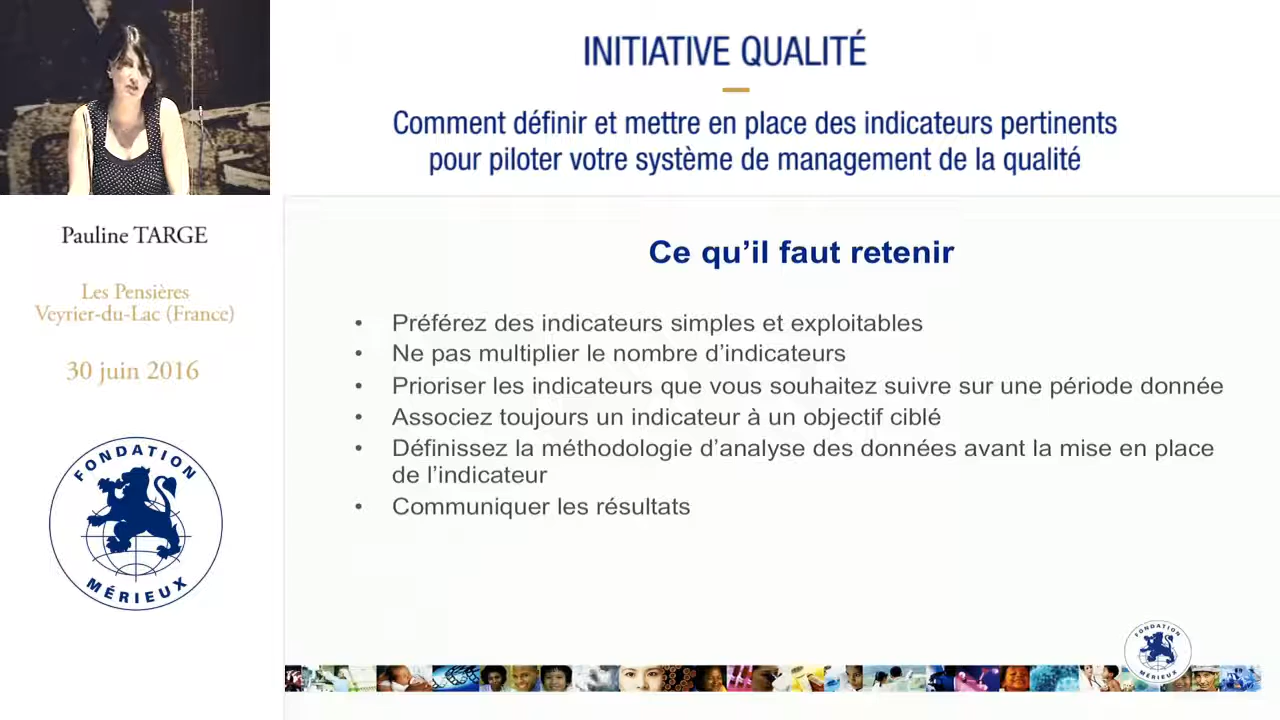 INITIATIVE QUALITÉ
Comment définir et mettre en place des indicateurs pertinents
pour piloter votre système de management de la qualité
Pauline TARGE
Les Pensières
Veyrier-du-Lac (France)
30 juin 2016
FONDATION
MÉRIEUX
Ce qu’il faut retenir
• Préférez des indicateurs simples et exploitables
• Ne pas multiplier le nombre d’indicateurs
• Prioriser les indicateurs que vous souhaitez suivre sur une période donnée
• Associez toujours un indicateur à un objectif ciblé
• Définissez la méthodologie d’analyse des données avant la mise en place
de l’indicateur
• Communiquer les résultats
FONDATION
MÉRIEUX